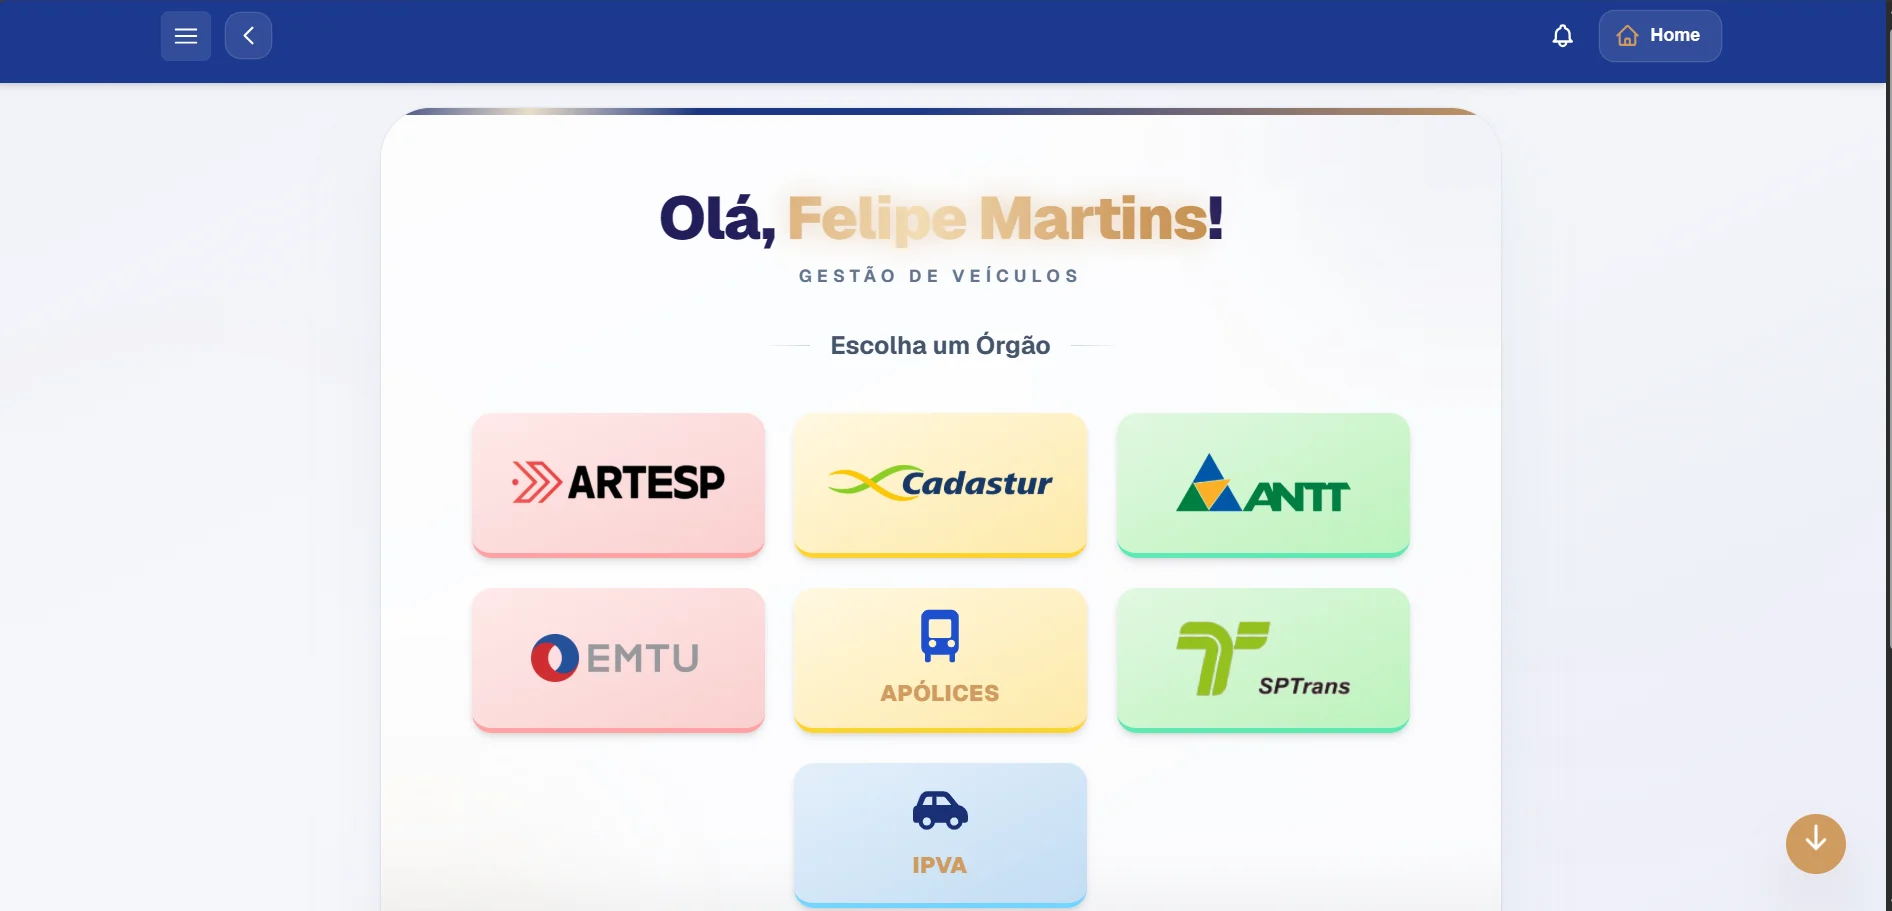 Home
Olá, Felipe Martins!
GESTÃO DE VEÍCULOS
Escolha um Órgão
ARTESP
Cadastur
ANTT
EMTU
APÓLICES
SPTrans
IPVA